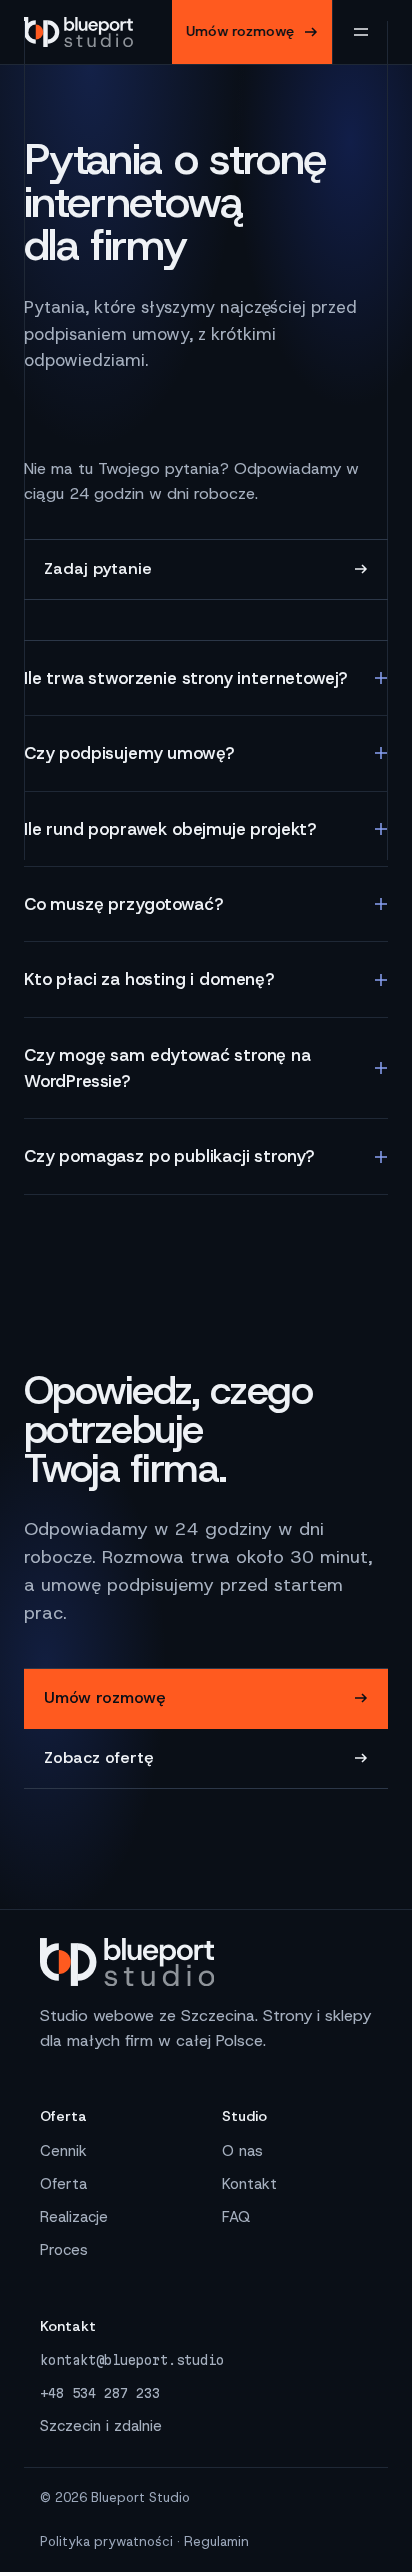 blueport
studio
Umów rozmowę →
Pytania o stronę
internetową
dla firmy
Pytania, które słyszymy najczęściej przed
podpisaniem umowy, z krótkimi
odpowiedziami.
Nie ma tu Twojego pytania? Odpowiadamy w
ciągu 24 godzin w dni robocze.
Zadaj pytanie →
Ile trwa stworzenie strony internetowej? +
Czy podpisujemy umowę? +
Ile rund poprawek obejmuje projekt? +
Co muszę przygotować? +
Kto płaci za hosting i domenę? +
Czy mogę sam edytować stronę na
WordPressie? +
Czy pomagasz po publikacji strony? +
Opowiedz, czego
potrzebuje
Twoja firma.
Odpowiadamy w 24 godziny w dni
robocze. Rozmowa trwa około 30 minut,
a umowę podpisujemy przed startem
prac.
Umów rozmowę →
Zobacz ofertę →
blueport
studio
Studio webowe ze Szczecina. Strony i sklepy
dla małych firm w całej Polsce.
Oferta
Cennik
Oferta
Realizacje
Proces
Studio
O nas
Kontakt
FAQ
Kontakt
kontakt@blueport.studio
+48 534 287 233
Szczecin i zdalnie
© 2026 Blueport Studio
Polityka prywatności · Regulamin